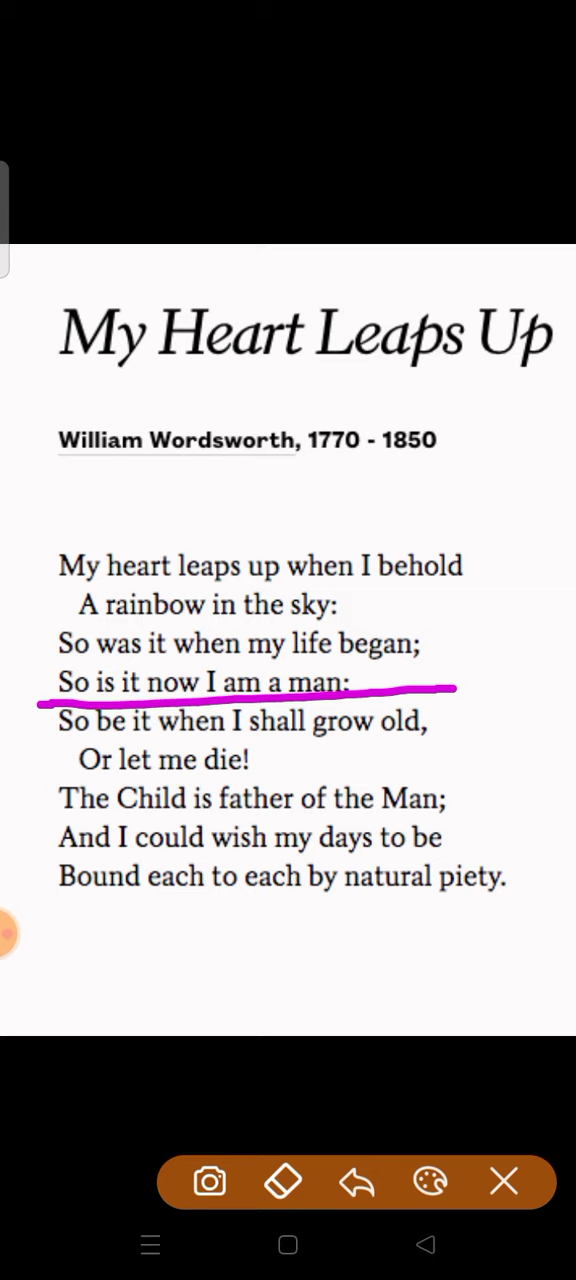 My Heart Leaps Up
William Wordsworth, 1770 - 1850
My heart leaps up when I behold
A rainbow in the sky:
So was it when my life began;
So is it now I am a man;
So be it when I shall grow old,
Or let me die!
The Child is father of the Man;
And I could wish my days to be
Bound each to each by natural piety.